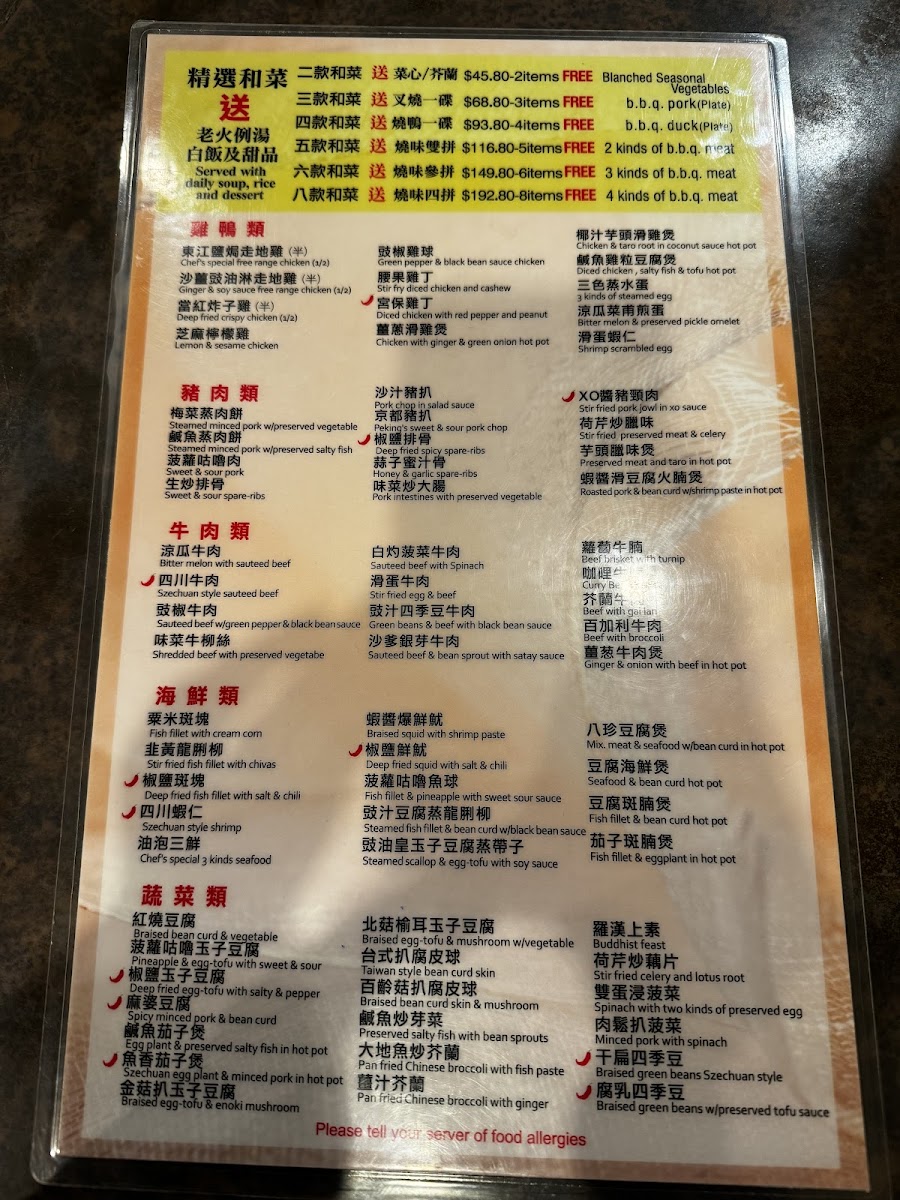 精選和菜
送
老火例湯
白飯及甜品
Served with
daily soup, rice
and dessert
二款和菜 送 菜心/芥蘭 $45.80-2items FREE Blanched Seasonal Vegetables
三款和菜 送 叉燒一碟 $68.80-3items FREE b.b.q. pork(Plate)
四款和菜 送 燒鴨一碟 $93.80-4items FREE b.b.q. duck(Plate)
五款和菜 送 燒味雙拼 $116.80-5items FREE 2 kinds of b.b.q. meat
六款和菜 送 燒味參拼 $149.80-6items FREE 3 kinds of b.b.q. meat
八款和菜 送 燒味四拼 $192.80-8items FREE 4 kinds of b.b.q. meat
雞鴨類
東江鹽焗走地雞 (半)
Chef's special free range chicken (1/2)
沙薑豉油淋走地雞 (半)
Ginger & soy sauce free range chicken (1/2)
當紅炸子雞 (半)
Deep fried crispy chicken (1/2)
芝麻檸檬雞
Lemon & sesame chicken
豉椒雞球
Green pepper & black bean sauce chicken
腰果雞丁
Stir fry diced chicken and cashew
宮保雞丁
Diced chicken with red pepper and peanut
薑蔥滑雞煲
Chicken with ginger & green onion hot pot
椰汁芋頭滑雞煲
Chicken & taro root in coconut sauce hot pot
鹹魚雞粒豆腐煲
Diced chicken , salty fish & tofu hot pot
三色蒸水蛋
3 kinds of steamed egg
涼瓜菜甫煎蛋
Bitter melon & preserved pickle omelet
滑蛋蝦仁
Shrimp scrambled egg
豬肉類
梅菜蒸肉餅
Steamed minced pork w/preserved vegetable
鹹魚蒸肉餅
Steamed minced pork w/preserved salty fish
菠蘿咕嚕肉
Sweet & sour pork
生炒排骨
Sweet & sour spare-ribs
沙汁豬扒
Pork chop in salad sauce
京都豬扒
Peking's sweet & sour pork chop
椒鹽排骨
Deep fried spicy spare-ribs
蒜子蜜汁骨
Honey & garlic spare-ribs
味菜炒大腸
Pork intestines with preserved vegetable
XO醬豬頸肉
Stir fried pork jowl in xo sauce
荷芹炒臘味
Stir fried preserved meat & celery
芋頭臘味煲
Preserved meat and taro in hot pot
蝦醬滑豆腐火腩煲
Roasted pork & bean curd w/shrimp paste in hot pot
牛肉類
涼瓜牛肉
Bitter melon with sauteed beef
四川牛肉
Szechuan style sauteed beef
豉椒牛肉
Sauteed beef w/green pepper & black bean sauce
味菜牛柳絲
Shredded beef with preserved vegetabe
白灼菠菜牛肉
Sauteed beef with Spinach
滑蛋牛肉
Stir fried egg & beef
豉汁四季豆牛肉
Green beans & beef with black bean sauce
沙爹銀芽牛肉
Sauteed beef & bean sprout with satay sauce
蘿蔔牛腩
Beef brisket with turnip
咖喱牛
Curry
芥蘭牛
Beef with gai lan
百加利牛肉
Beef with broccoli
薑葱牛肉煲
Ginger & onion with beef in hot pot
海鮮類
粟米斑塊
Fish fillet with cream corn
韭黃龍脷柳
Stir fried fish fillet with chivas
椒鹽斑塊
Deep fried fish fillet with salt & chili
四川蝦仁
Szechuan style shrimp
油泡三鮮
Chef's special 3 kinds seafood
蝦醬爆鮮魷
Braised squid with shrimp paste
椒鹽鮮魷
Deep fried squid with salt & chili
菠蘿咕嚕魚球
Fish fillet & pineapple with sweet sour sauce
豉汁豆腐蒸龍脷柳
Steamed fish fillet & bean curd w/black bean sauce
豉油皇玉子豆腐蒸帶子
Steamed scallop & egg-tofu with soy sauce
八珍豆腐煲
Mix. meat & seafood w/bean curd in hot pot
豆腐海鮮煲
Seafood & bean curd hot pot
豆腐斑腩煲
Fish fillet & bean curd hot pot
茄子斑腩煲
Fish fillet & eggplant in hot pot
蔬菜類
紅燒豆腐
Braised bean curd & vegetable
菠蘿咕嚕玉子豆腐
Pineapple & egg-tofu with sweet & sour
椒鹽玉子豆腐
Deep fried egg-tofu with salty & pepper
麻婆豆腐
Spicy minced pork & bean curd
鹹魚茄子煲
Egg plant & preserved salty fish in hot pot
魚香茄子煲
Szechuan egg plant & minced pork in hot pot
金菇扒玉子豆腐
Braised egg-tofu & enoki mushroom
北菇榆耳玉子豆腐
Braised egg-tofu & mushroom w/vegetable
台式扒腐皮球
Taiwan style bean curd skin
百齡菇扒腐皮球
Braised bean curd skin & mushroom
鹹魚炒芽菜
Preserved salty fish with bean sprouts
大地魚炒芥蘭
Pan fried Chinese broccoli with fish paste
薑汁芥蘭
Pan fried Chinese broccoli with ginger
羅漢上素
Buddhist feast
荷芹炒藕片
Stir fried celery and lotus root
雙蛋浸菠菜
Spinach with two kinds of preserved egg
肉鬆扒菠菜
Minced pork with spinach
干扁四季豆
Braised green beans Szechuan style
腐乳四季豆
Braised green beans w/preserved tofu sauce
Please tell your server of food allergies